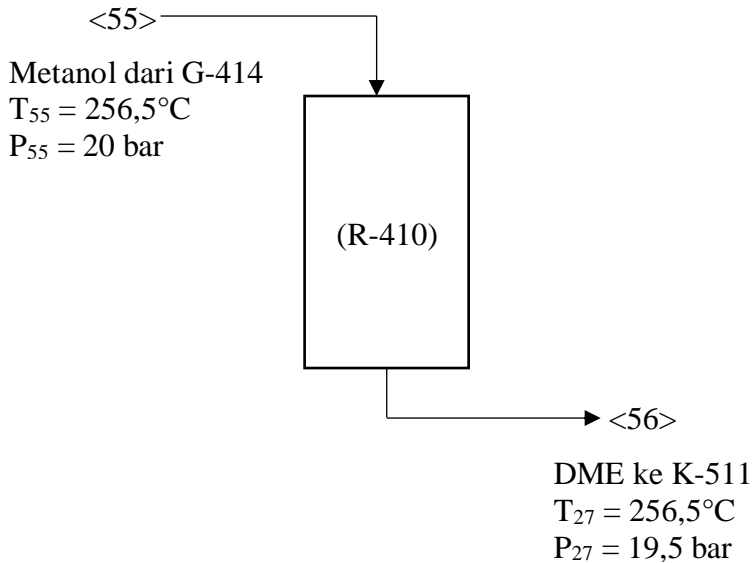 <55>
Metanol dari G-414
T₅₅ = 256,5°C
P₅₅ = 20 bar
(R-410)
<56>
DME ke K-511
T₂₇ = 256,5°C
P₂₇ = 19,5 bar